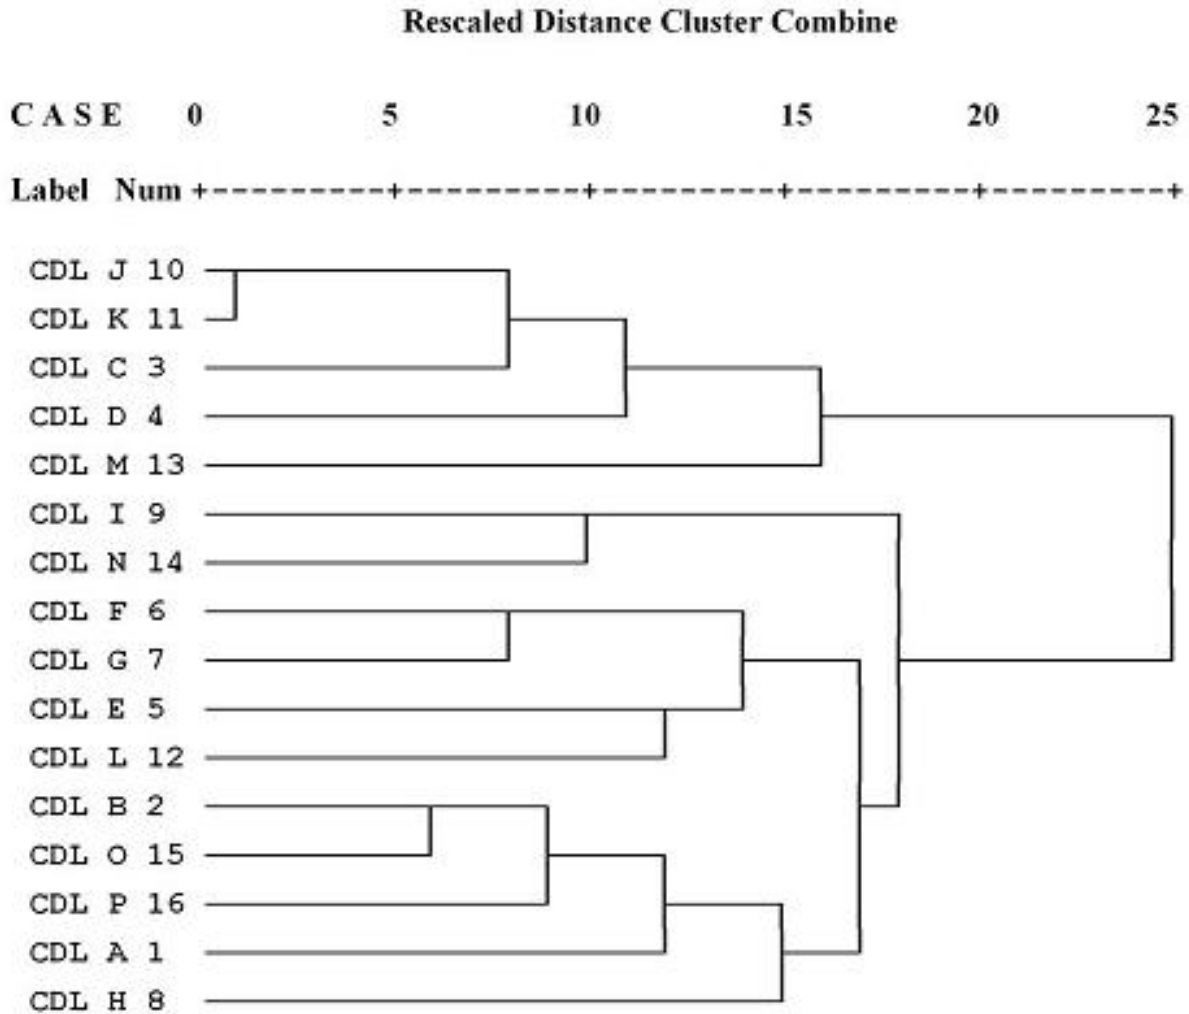 Rescaled Distance Cluster Combine
C A S E 0 5 10 15 20 25
Label Num +---------+---------+---------+---------+---------+
CDL J 10
CDL K 11
CDL C 3
CDL D 4
CDL M 13
CDL I 9
CDL N 14
CDL F 6
CDL G 7
CDL E 5
CDL L 12
CDL B 2
CDL O 15
CDL P 16
CDL A 1
CDL H 8